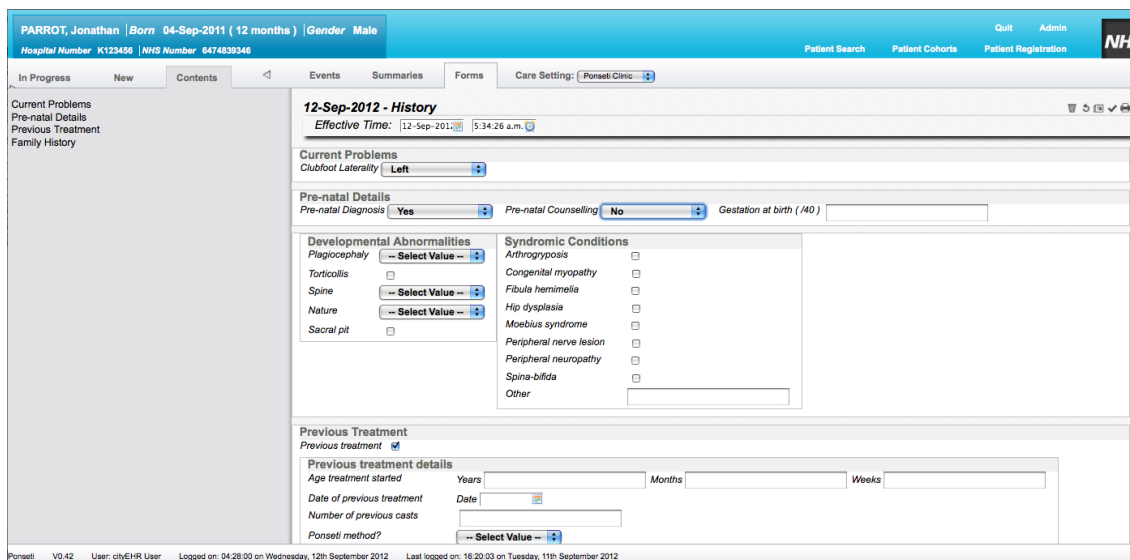 PARROT, Jonathan | Born 04-Sep-2011 ( 12 months ) | Gender Male
Quit Admin
Hospital Number K123456 | NHS Number 6474839346
Patient Search Patient Cohorts Patient Registration
NH
In Progress New Contents Events Summaries Forms Care Setting: Ponseti Clinic
Current Problems
Pre-natal Details
Previous Treatment
Family History
12-Sep-2012 - History
Effective Time: 12-Sep-201 5:34:26 a.m.
Current Problems
Clubfoot Laterality Left
Pre-natal Details
Pre-natal Diagnosis Yes Pre-natal Counselling No Gestation at birth ( /40 )
Developmental Abnormalities
Plagiocephaly -- Select Value --
Torticollis
Spine -- Select Value --
Nature -- Select Value --
Sacral pit
Syndromic Conditions
Arthrogryposis
Congenital myopathy
Fibula hemimelia
Hip dysplasia
Moebius syndrome
Peripheral nerve lesion
Peripheral neuropathy
Spina-bifida
Other
Previous Treatment
Previous treatment
Previous treatment details
Age treatment started Years Months Weeks
Date of previous treatment Date
Number of previous casts
Ponseti method? -- Select Value --
Ponseti V0.42 User: cityEHR User Logged on: 04:28:00 on Wednesday, 12th September 2012 Last logged on: 16:20:03 on Tuesday, 11th September 2012